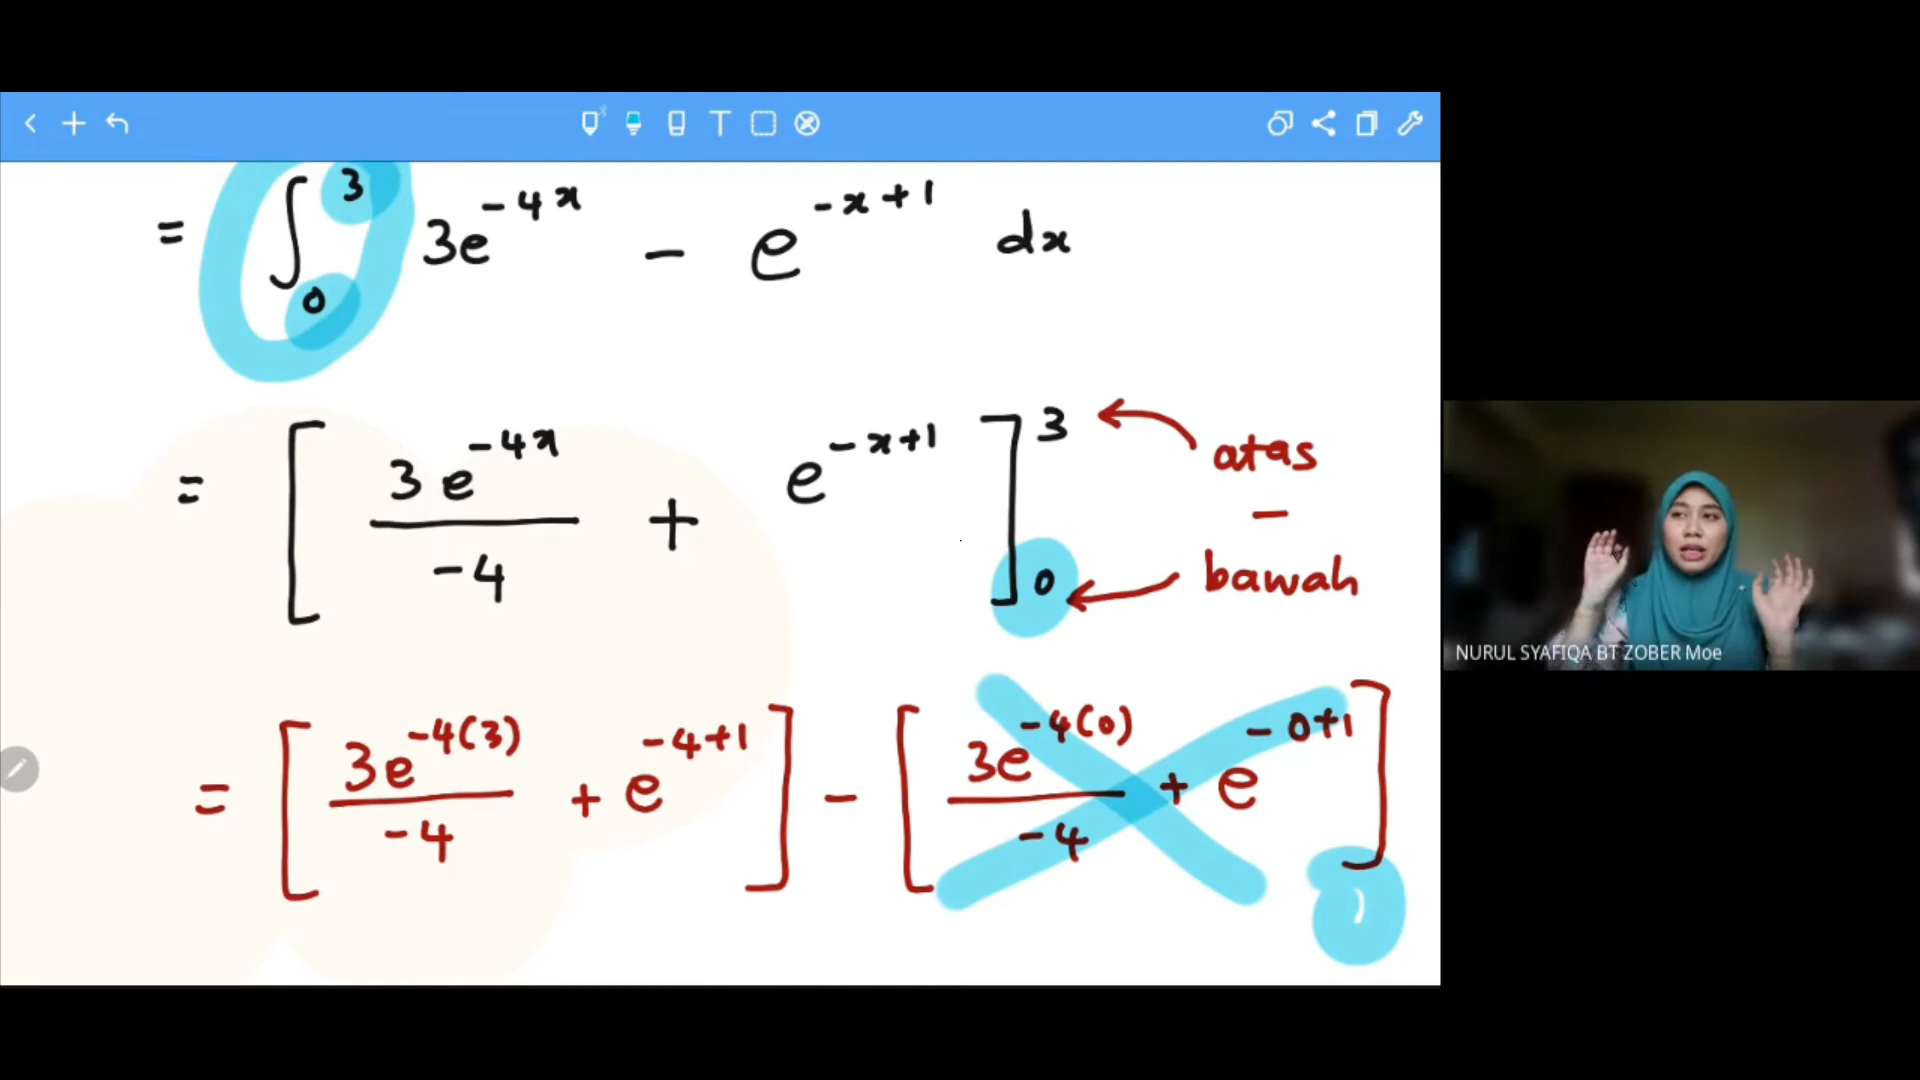 = ∫₀³ 3e^{-4x} - e^{-x+1} dx
= [ 3e^{-4x} / -4 + e^{-x+1} ]₀³
atas
-
bawah
= [ 3e^{-4(3)} / -4 + e^{-4+1} ] - [ 3e^{-4(0)} / -4 + e^{-0+1} ]
0
NURUL SYAFIQA BT ZOBER Moe